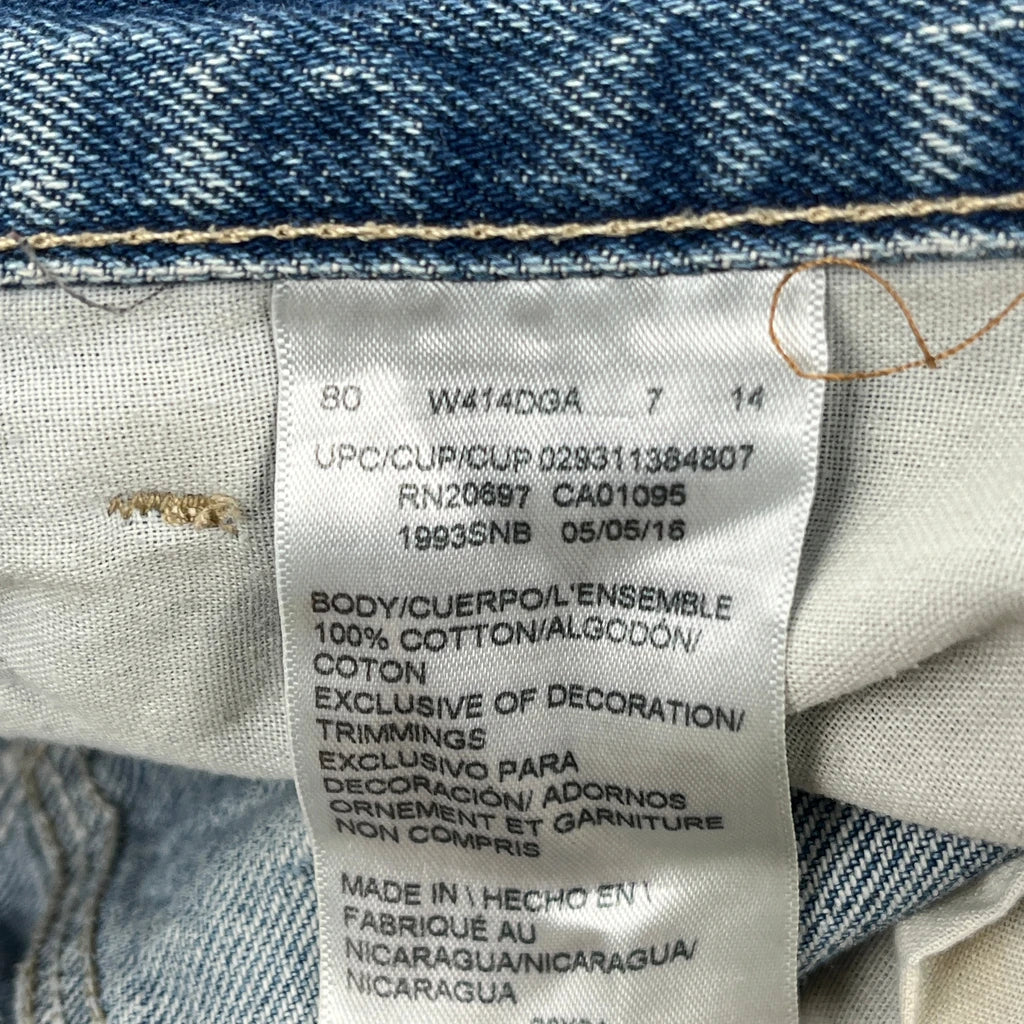 80 W414DGA 7 14
UPC/CUP/CUP 029311384807
RN20697 CA01095
1993SNB 05/05/16
BODY/CUERPO/L'ENSEMBLE
100% COTTON/ALGODÓN/
COTON
EXCLUSIVE OF DECORATION/
TRIMMINGS
EXCLUSIVO PARA
DECORACIÓN/ ADORNOS
ORNEMENT ET GARNITURE
NON COMPRIS
MADE IN \ HECHO EN \
FABRIQUÉ AU
NICARAGUA/NICARAGUA/
NICARAGUA